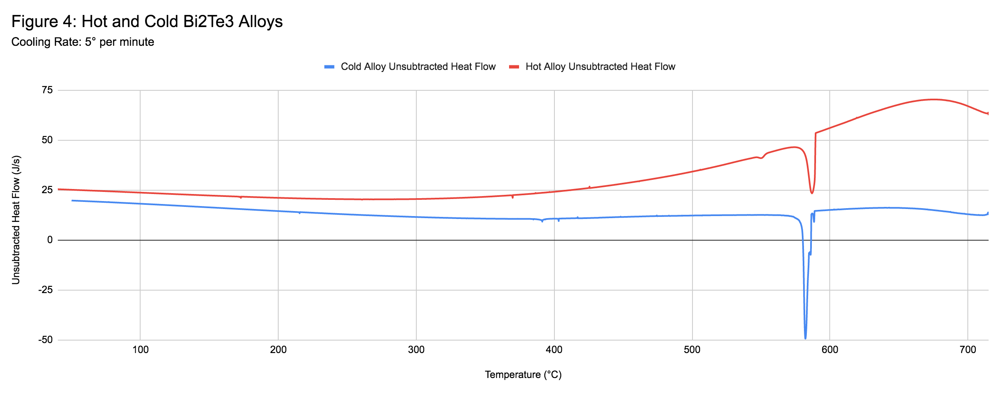 Figure 4: Hot and Cold Bi2Te3 Alloys
Cooling Rate: 5° per minute
Cold Alloy Unsubtracted Heat Flow
Hot Alloy Unsubtracted Heat Flow
Unsubtracted Heat Flow (J/s)
75
50
25
0
-25
-50
100 200 300 400 500 600 700
Temperature (°C)